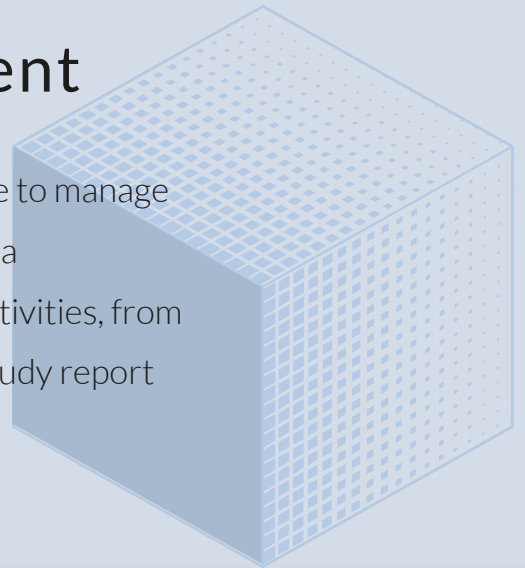 ent
e to manage
a
tivities, from
udy report